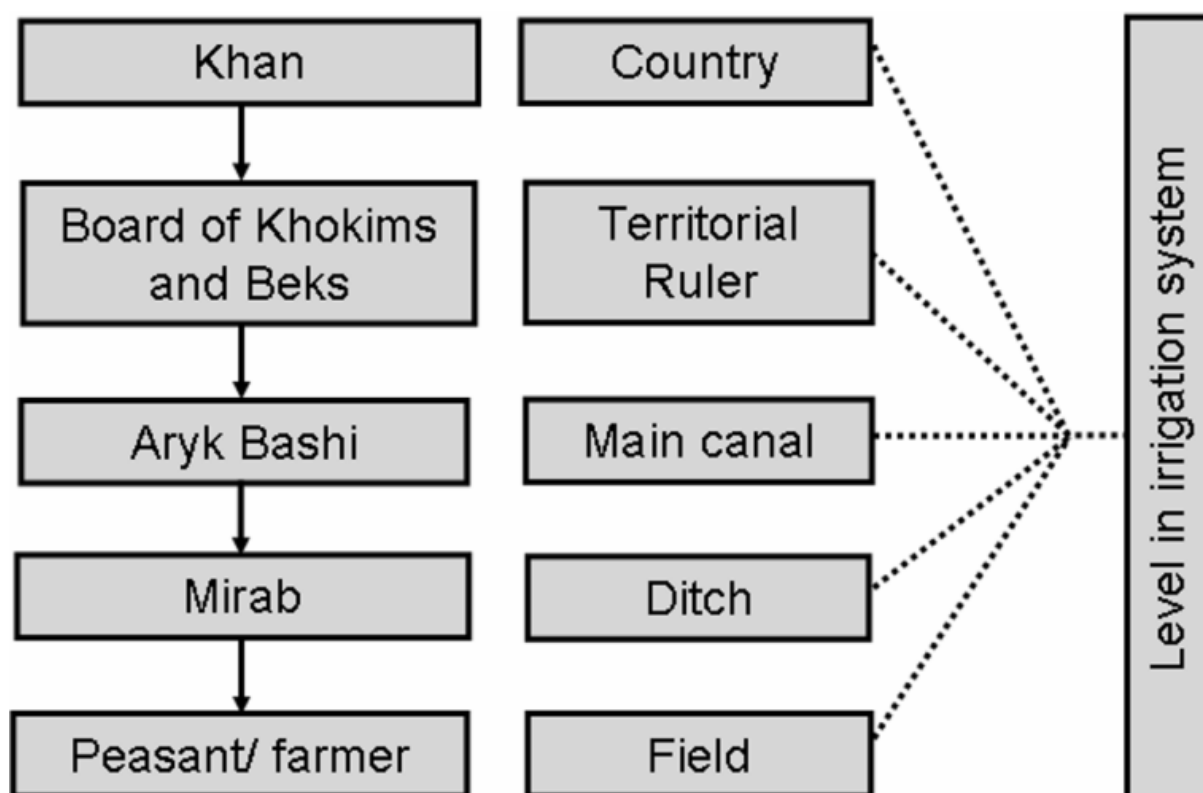 Khan
Country
Board of Khokims
and Beks
Territorial
Ruler
Aryk Bashi
Main canal
Mirab
Ditch
Peasant/ farmer
Field
Level in irrigation system